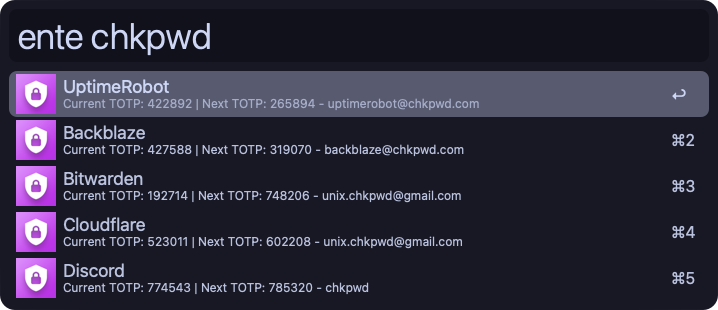 ente chkpwd
UptimeRobot
Current TOTP: 422892 | Next TOTP: 265894 - uptimerobot@chkpwd.com
↩
Backblaze
Current TOTP: 427588 | Next TOTP: 319070 - backblaze@chkpwd.com
⌘2
Bitwarden
Current TOTP: 192714 | Next TOTP: 748206 - unix.chkpwd@gmail.com
⌘3
Cloudflare
Current TOTP: 523011 | Next TOTP: 602208 - unix.chkpwd@gmail.com
⌘4
Discord
Current TOTP: 774543 | Next TOTP: 785320 - chkpwd
⌘5